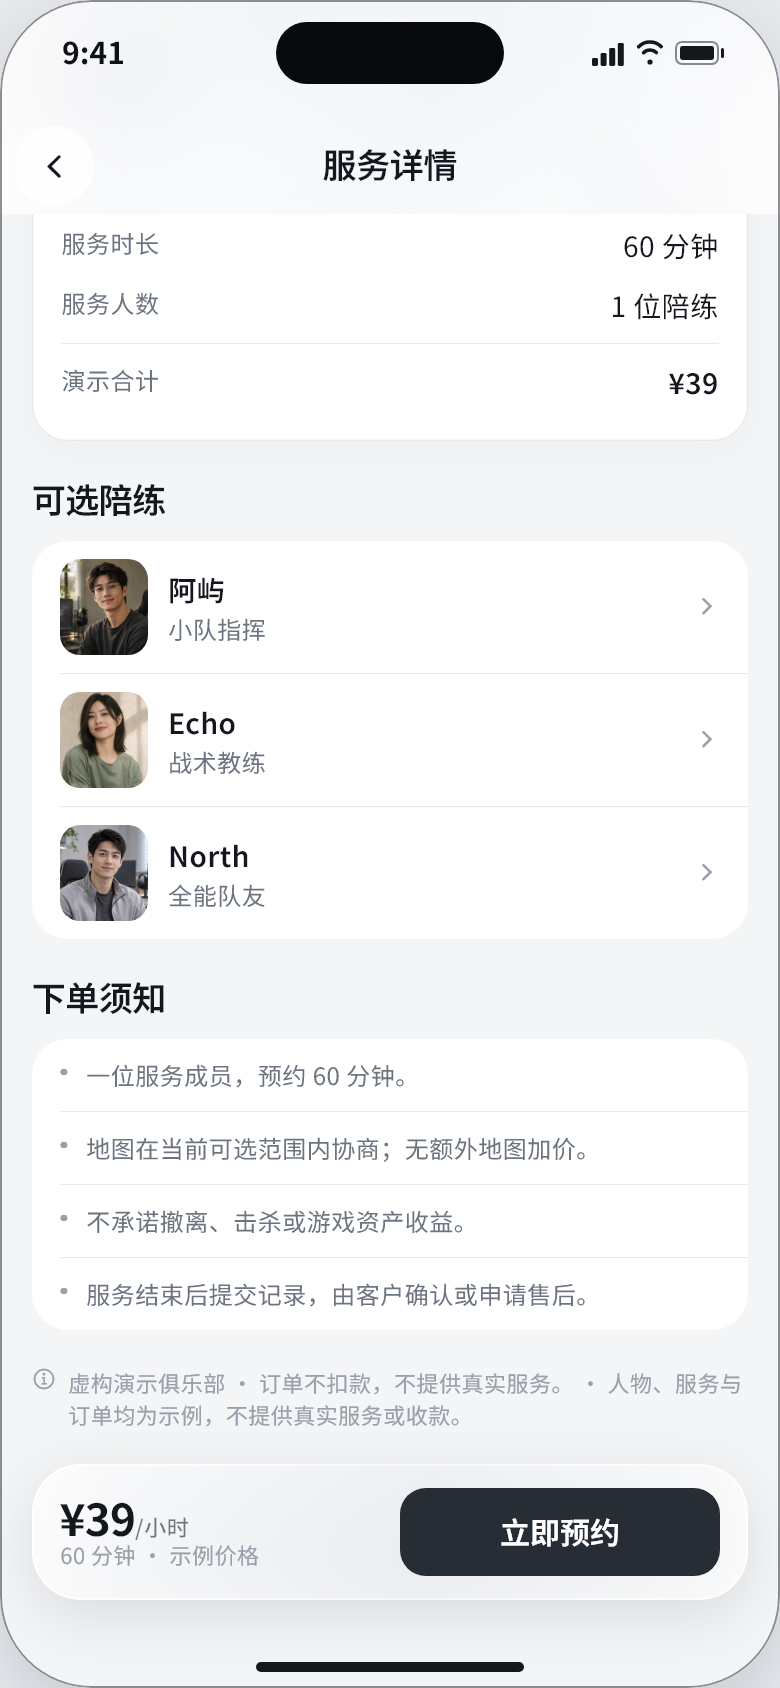 9:41
服务详情
服务时长 60 分钟
服务人数 1 位陪练
演示合计 ¥39
可选陪练
阿屿
小队指挥
Echo
战术教练
North
全能队友
下单须知
一位服务成员，预约 60 分钟。
地图在当前可选范围内协商；无额外地图加价。
不承诺撤离、击杀或游戏资产收益。
服务结束后提交记录，由客户确认或申请售后。
虚构演示俱乐部 · 订单不扣款，不提供真实服务。 · 人物、服务与
订单均为示例，不提供真实服务或收款。
¥39/小时
60 分钟 · 示例价格
立即预约